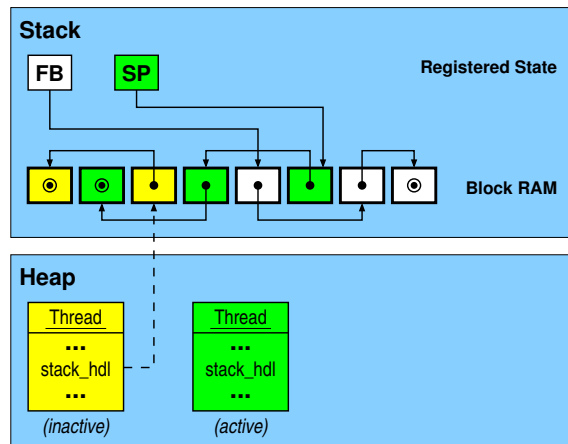 Stack
FB SP Registered State
Block RAM
Heap
Thread Thread
... ...
stack_hdl stack_hdl
... ...
(inactive) (active)